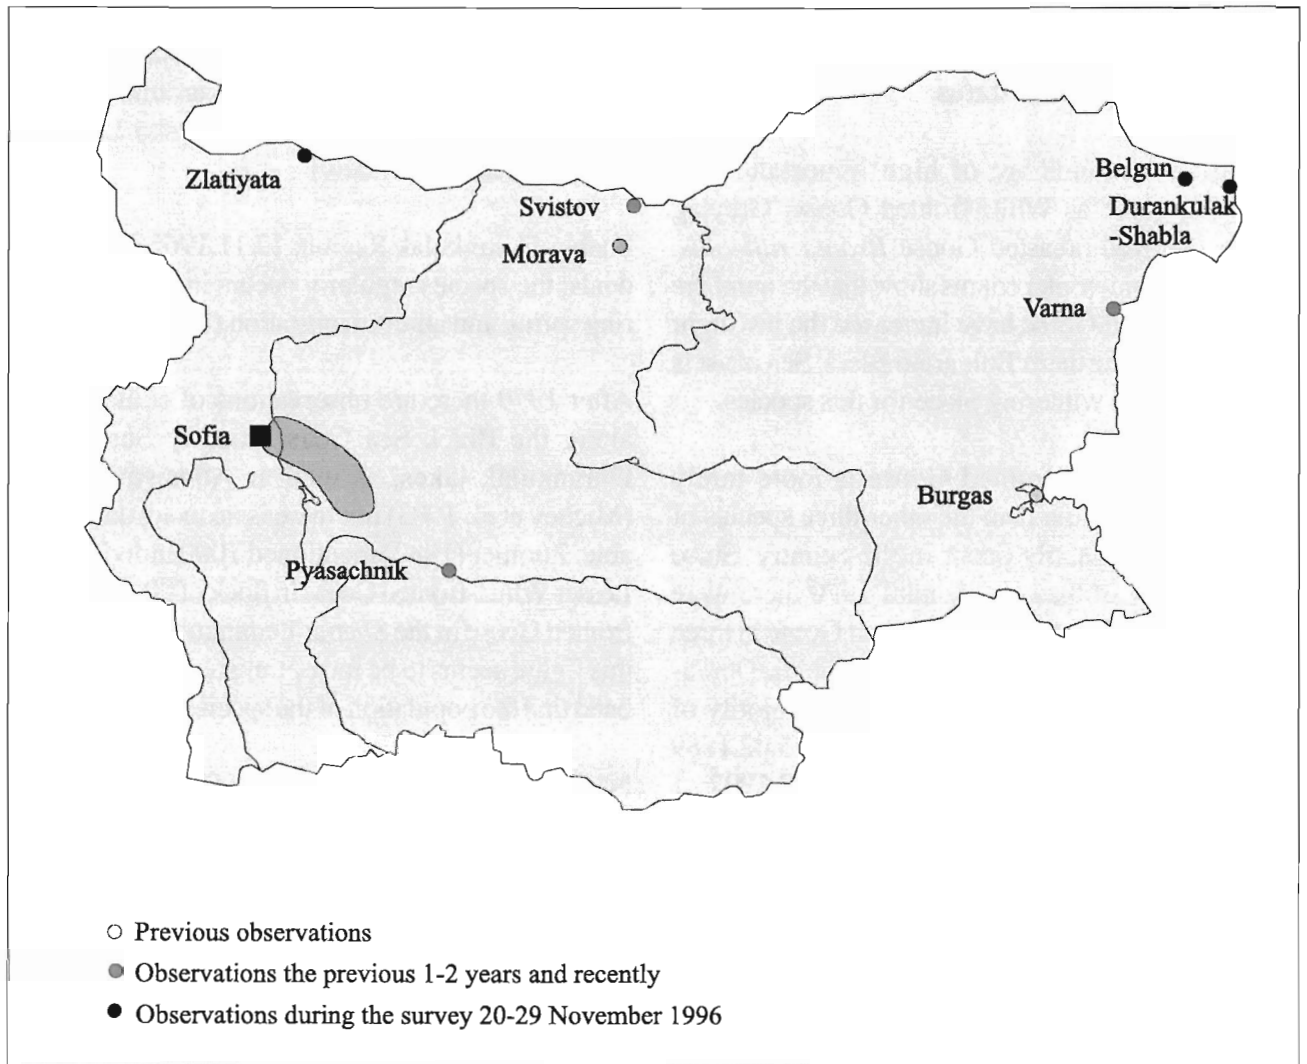 Zlatiyata
Svistov
Morava
Belgun
Durankulak
-Shabla
Varna
Sofia
Burgas
Pyasachnik
Previous observations
Observations the previous 1-2 years and recently
Observations during the survey 20-29 November 1996